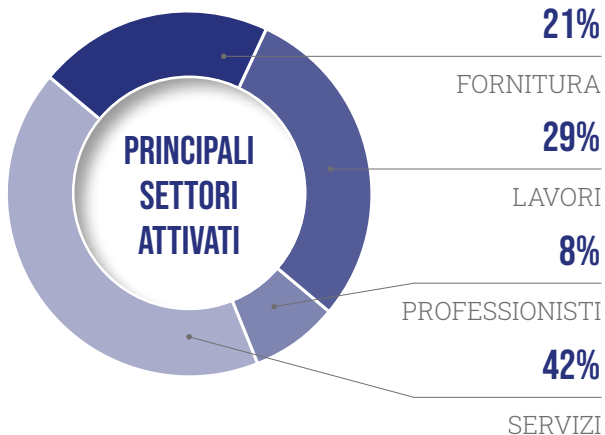 PRINCIPALI
SETTORI
ATTIVATI
21%
FORNITURA
29%
LAVORI
8%
PROFESSIONISTI
42%
SERVIZI